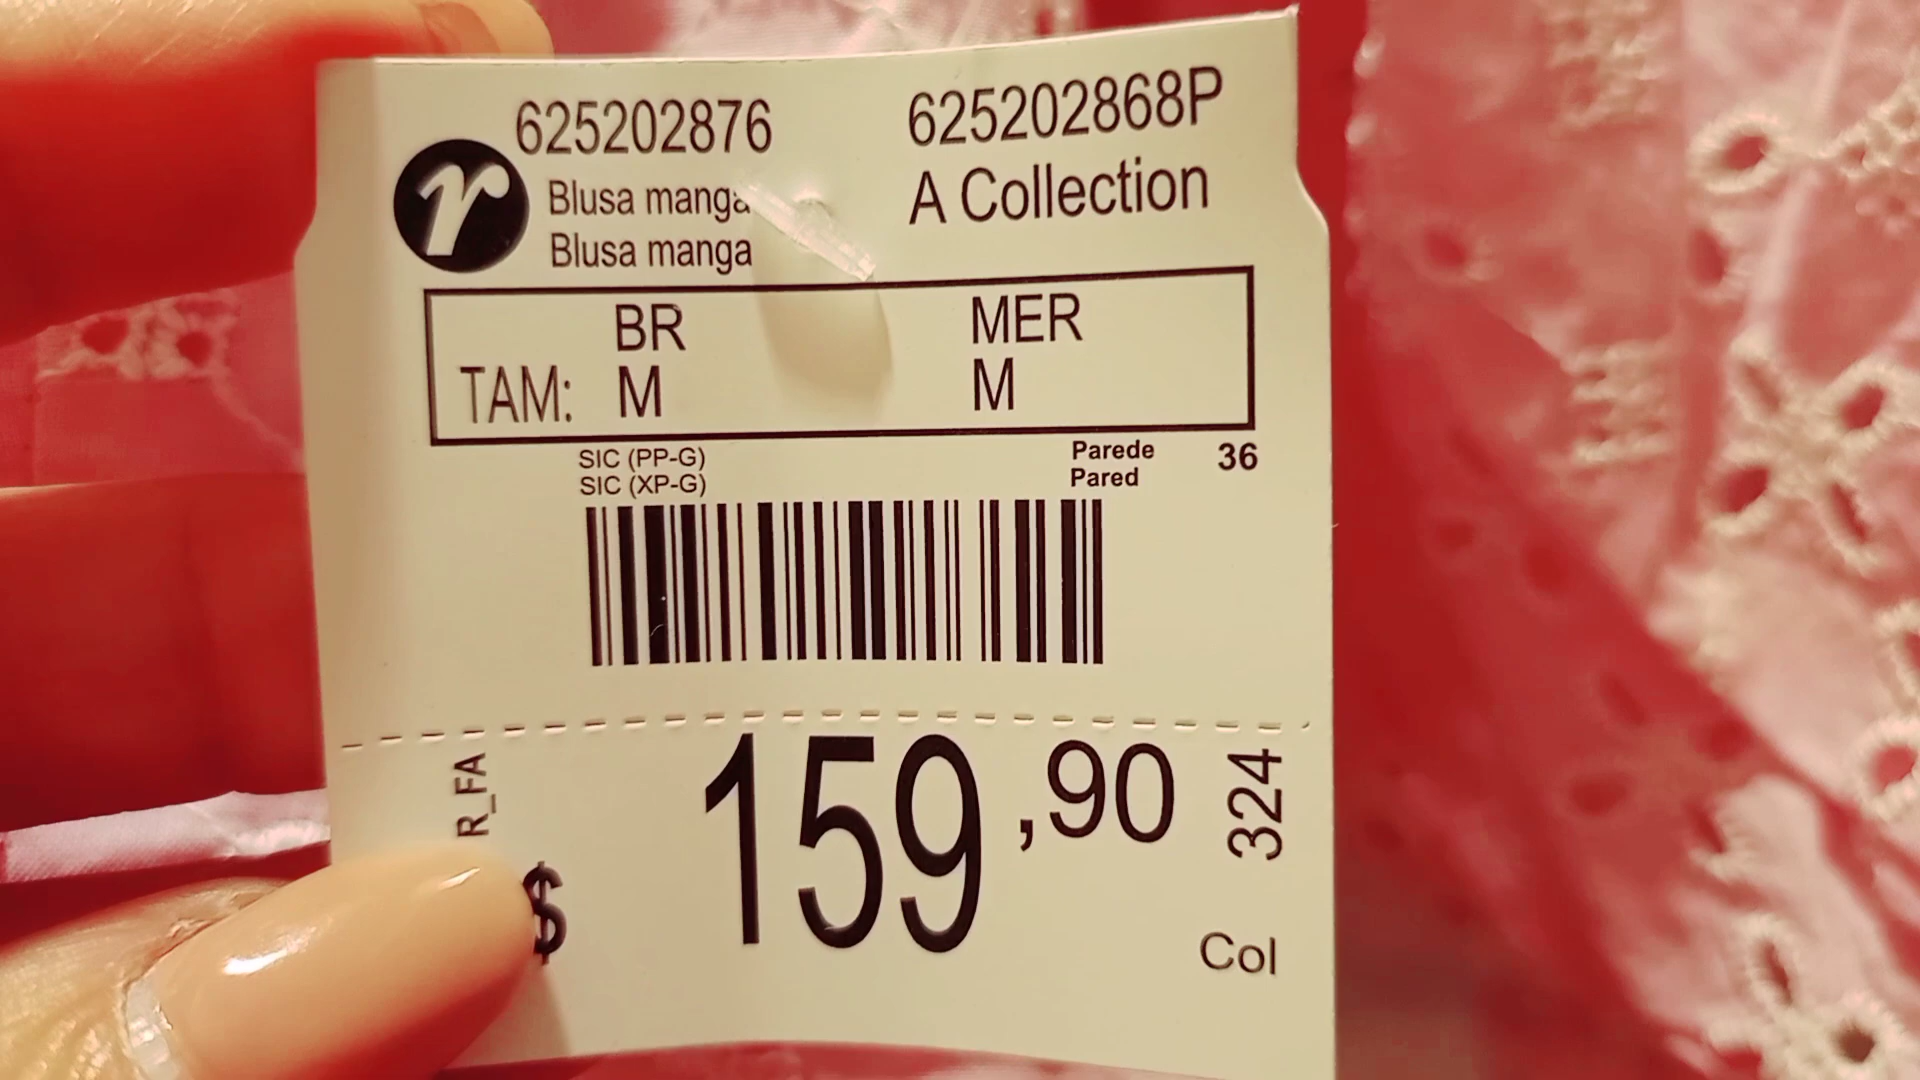 625202876 625202868P
r
Blusa manga A Collection
Blusa manga
BR MER
TAM: M M
SIC (PP-G) Parede 36
SIC (XP-G) Pared
R_FA
$ 159,90
324
Col